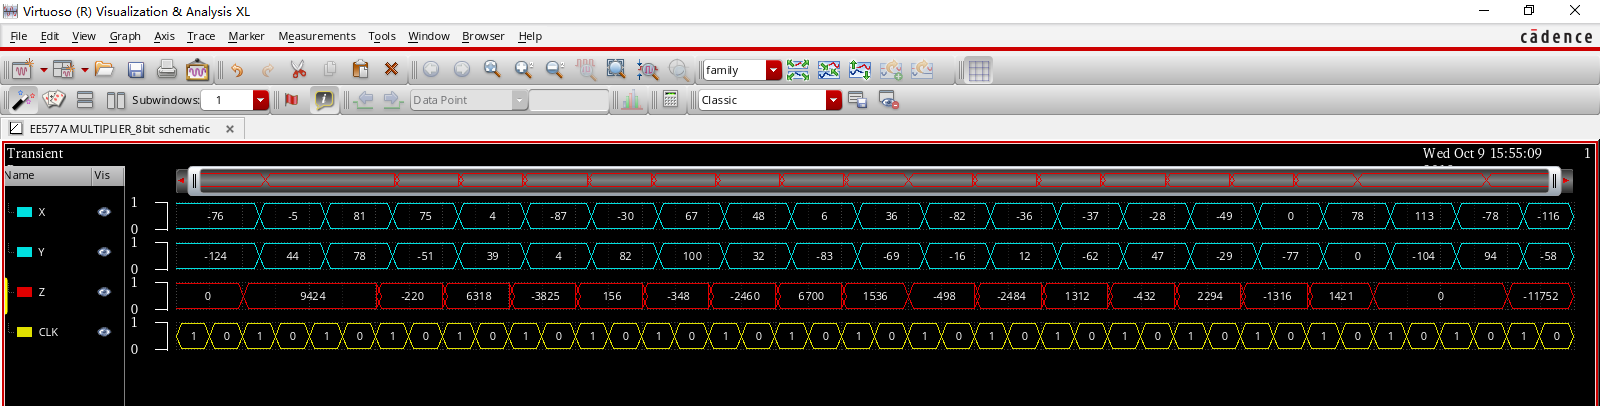 Virtuoso (R) Visualization & Analysis XL
File Edit View Graph Axis Trace Marker Measurements Tools Window Browser Help
cādence
family
Subwindows: 1 Data Point Classic
EE577A MULTIPLIER_8bit schematic
Transient Wed Oct 9 15:55:09 1
Name Vis
X 1 0 -76 -5 81 75 4 -87 -30 67 48 6 36 -82 -36 -37 -28 -49 0 78 113 -78 -116
Y 1 0 -124 44 78 -51 39 4 82 100 32 -83 -69 -16 12 -62 47 -29 -77 0 -104 94 -58
Z 1 0 0 9424 -220 6318 -3825 156 -348 -2460 6700 1536 -498 -2484 1312 -432 2294 -1316 1421 0 -11752
CLK 1 0 1 0 1 0 1 0 1 0 1 0 1 0 1 0 1 0 1 0 1 0 1 0 1 0 1 0 1 0 1 0 1 0 1 0 1 0 1 0 1 0 1 0